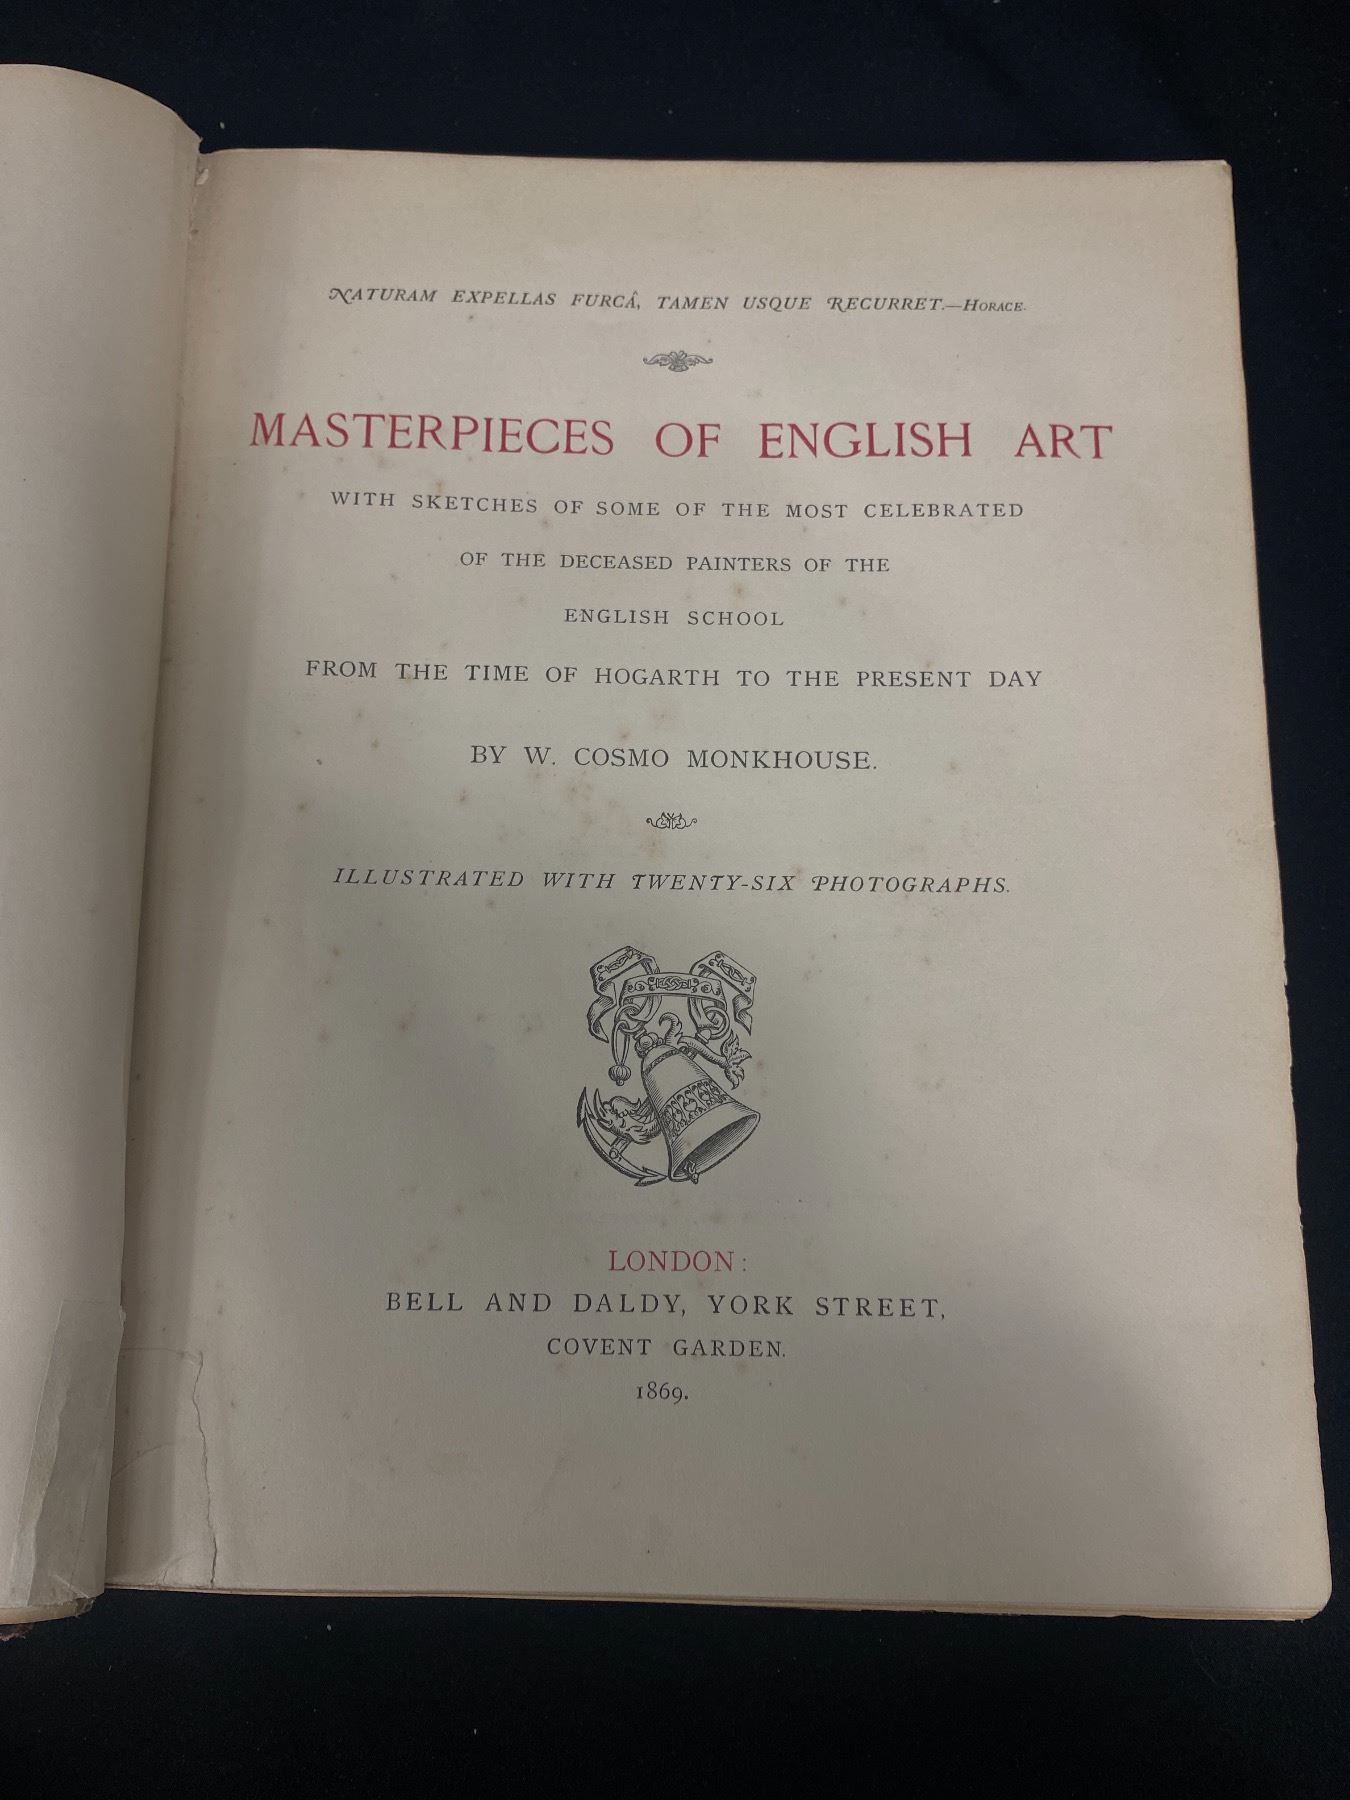 NATURAM EXPELLAS FURCÂ, TAMEN USQUE RECURRET.—HORACE.
MASTERPIECES OF ENGLISH ART
WITH SKETCHES OF SOME OF THE MOST CELEBRATED
OF THE DECEASED PAINTERS OF THE
ENGLISH SCHOOL
FROM THE TIME OF HOGARTH TO THE PRESENT DAY
BY W. COSMO MONKHOUSE.
ILLUSTRATED WITH TWENTY-SIX PHOTOGRAPHS.
LONDON:
BELL AND DALDY, YORK STREET,
COVENT GARDEN.
1869.